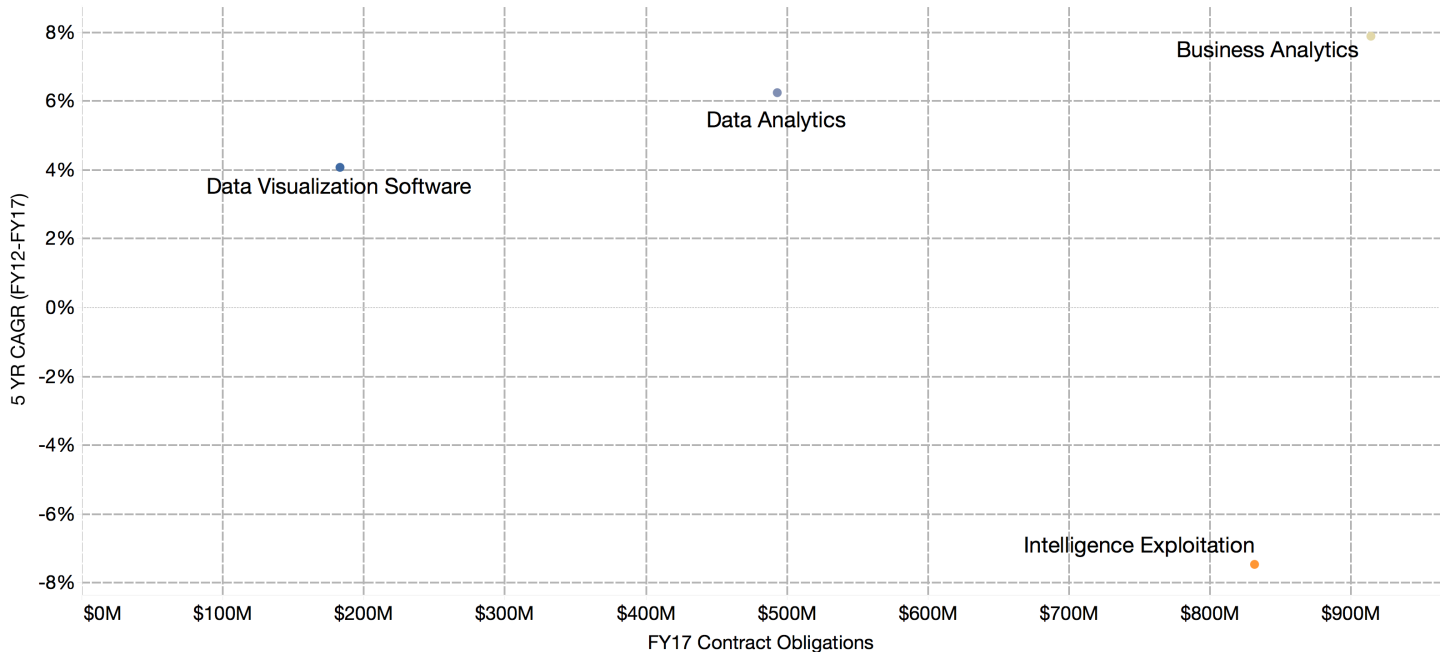 8%
Business Analytics
6%
Data Analytics
4%
Data Visualization Software
2%
5 YR CAGR (FY12-FY17)
0%
-2%
-4%
-6%
Intelligence Exploitation
-8%
$0M $100M $200M $300M $400M $500M $600M $700M $800M $900M
FY17 Contract Obligations